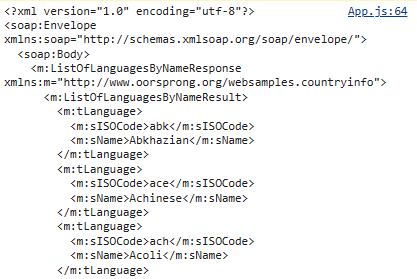 <?xml version="1.0" encoding="utf-8"?> App.js:64
<soap:Envelope
xmlns:soap="http://schemas.xmlsoap.org/soap/envelope/">
<soap:Body>
<m:ListOfLanguagesByNameResponse
xmlns:m="http://www.oorsprong.org/websamples.countryinfo">
<m:ListOfLanguagesByNameResult>
<m:tLanguage>
<m:sISOCode>abk</m:sISOCode>
<m:sName>Abkhazian</m:sName>
</m:tLanguage>
<m:tLanguage>
<m:sISOCode>ace</m:sISOCode>
<m:sName>Achinese</m:sName>
</m:tLanguage>
<m:tLanguage>
<m:sISOCode>ach</m:sISOCode>
<m:sName>Acoli</m:sName>
</m:tLanguage>